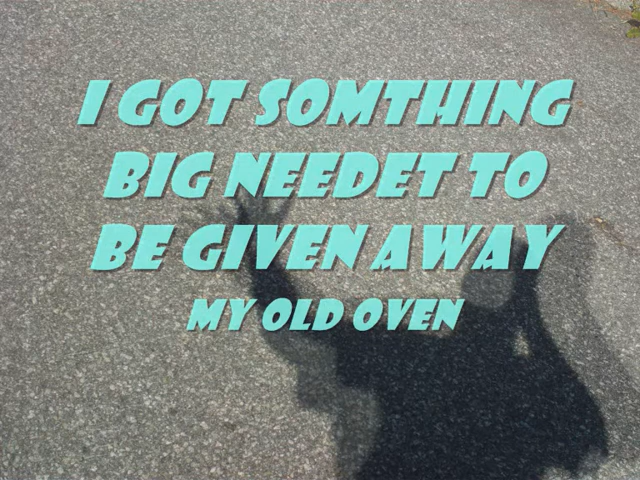 I GOT SOMTHING
BIG NEEDET TO
BE GIVEN AWAY
MY OLD OVEN